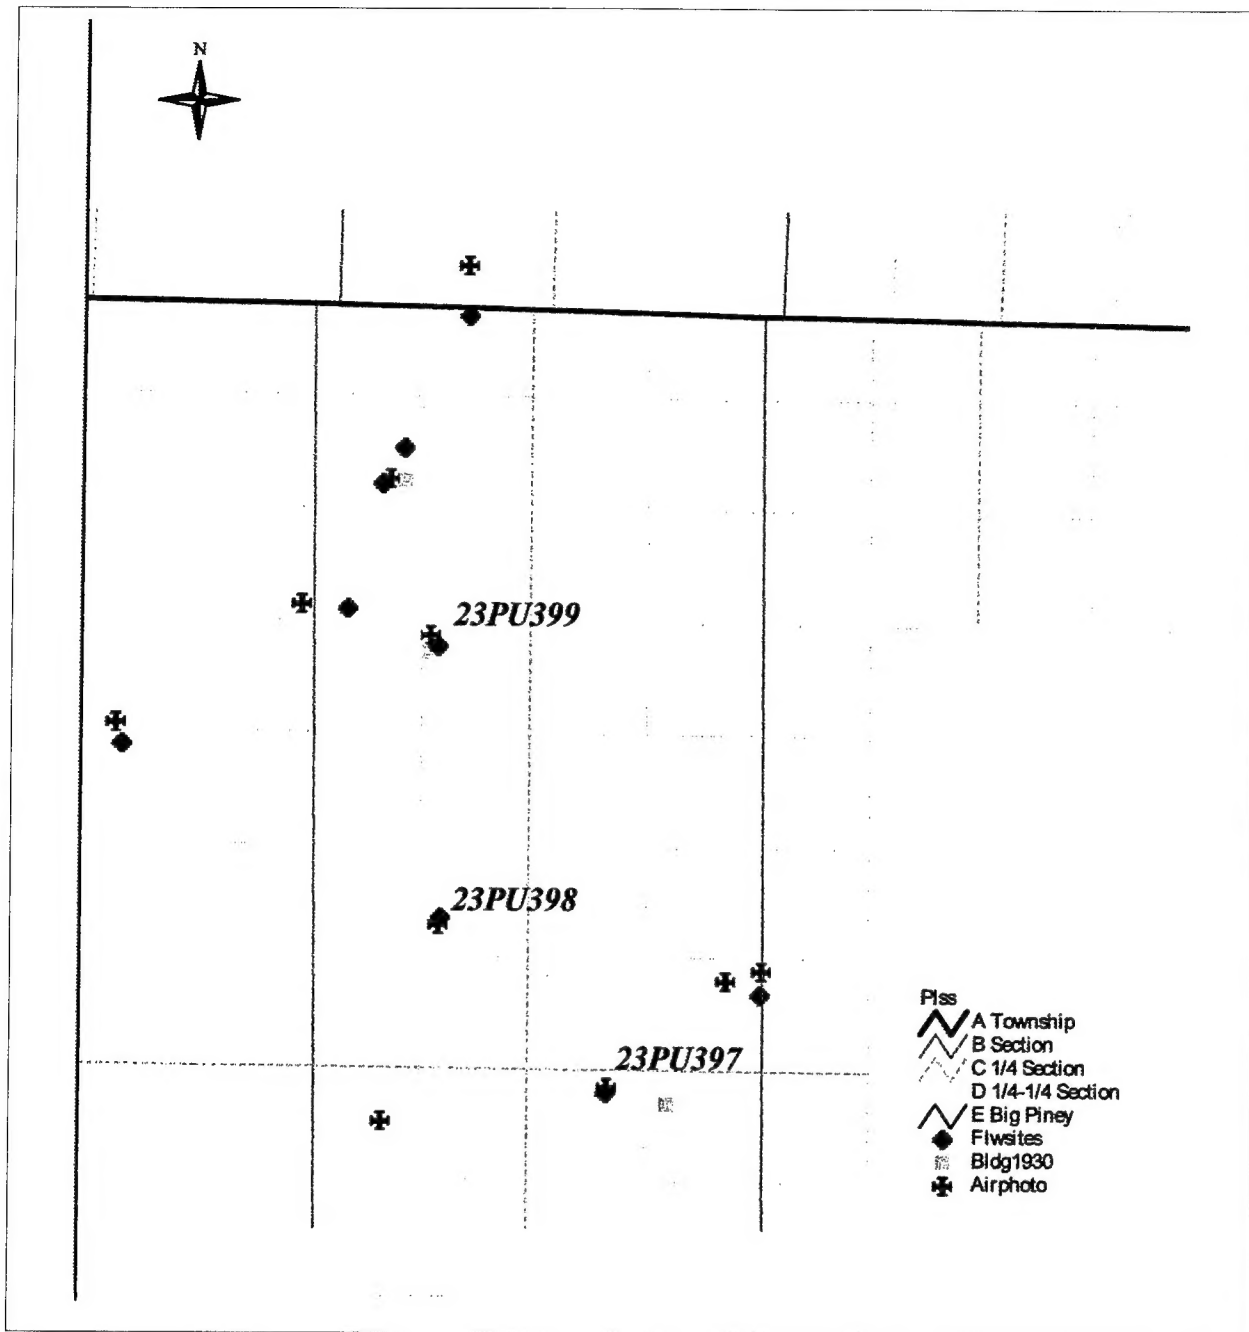 N
23PU399
23PU398
23PU397
Plss
A Township
B Section
C 1/4 Section
D 1/4-1/4 Section
E Big Piney
Flwsites
Bldg1930
Airphoto